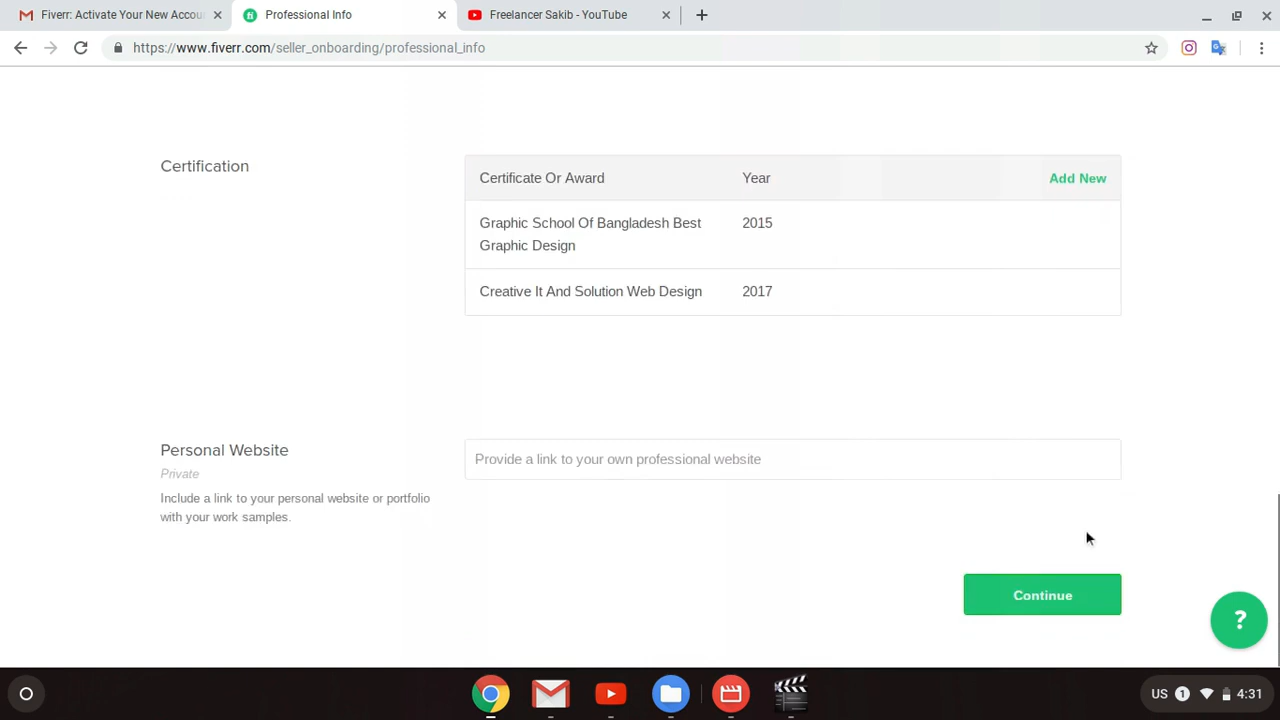 Fiverr: Activate Your New Accou
Professional Info
Freelancer Sakib - YouTube
https://www.fiverr.com/seller_onboarding/professional_info
Certification
Certificate Or Award
Year
Add New
Graphic School Of Bangladesh Best
Graphic Design
2015
Creative It And Solution Web Design
2017
Personal Website
Private
Include a link to your personal website or portfolio
with your work samples.
Provide a link to your own professional website
Continue
?
US
1
4:31